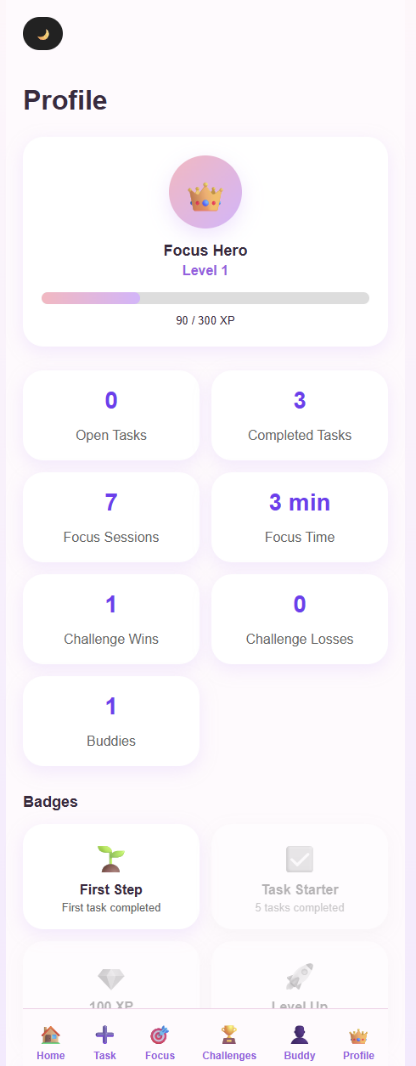 Profile
Focus Hero
Level 1
90 / 300 XP
0
Open Tasks
3
Completed Tasks
7
Focus Sessions
3 min
Focus Time
1
Challenge Wins
0
Challenge Losses
1
Buddies
Badges
First Step
First task completed
Task Starter
5 tasks completed
100 XP
Level Up
Home
Task
Focus
Challenges
Buddy
Profile